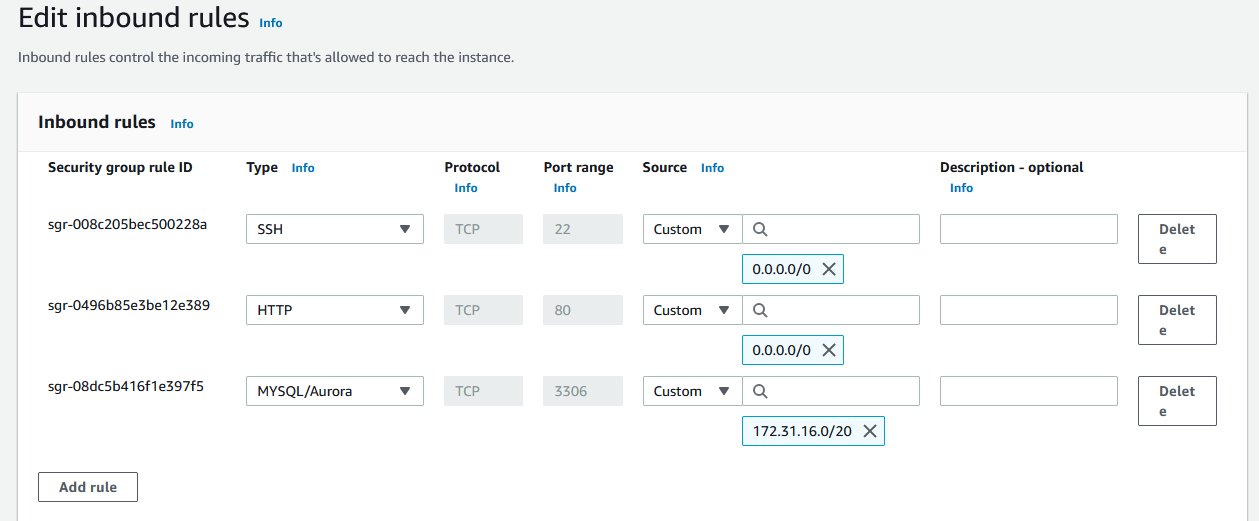 Edit inbound rules Info
Inbound rules control the incoming traffic that's allowed to reach the instance.
Inbound rules Info
Security group rule ID Type Info Protocol Info Port range Info Source Info Description - optional Info
sgr-008c205bec500228a SSH TCP 22 Custom Delet e
0.0.0.0/0
sgr-0496b85e3be12e389 HTTP TCP 80 Custom Delet e
0.0.0.0/0
sgr-08dc5b416f1e397f5 MYSQL/Aurora TCP 3306 Custom Delet e
172.31.16.0/20
Add rule